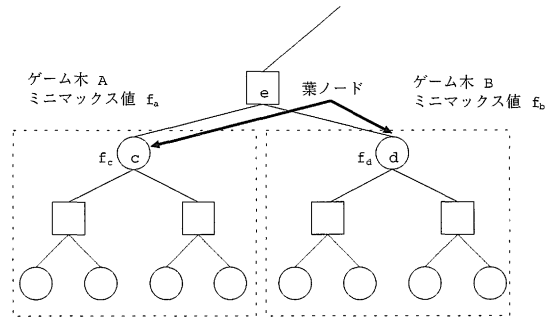 ゲーム木 A
ミニマックス値 fa
e
葉ノード
ゲーム木 B
ミニマックス値 fb
fc
c
fd
d